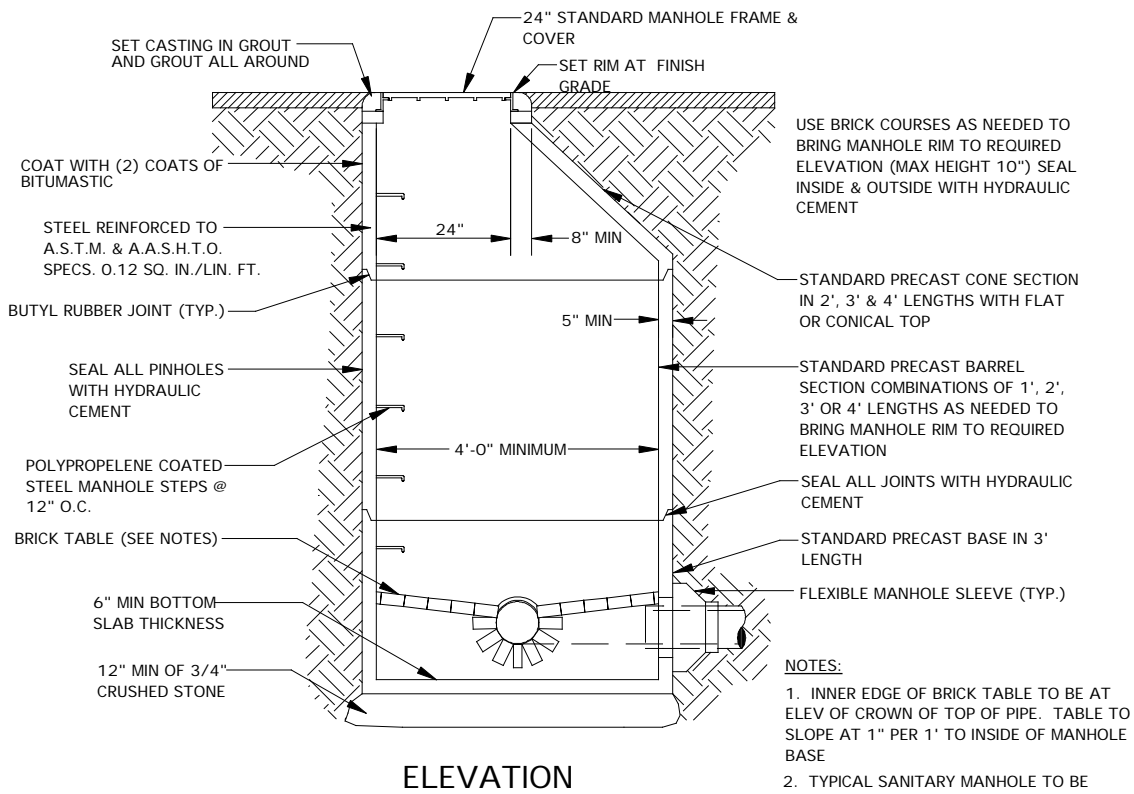 24" STANDARD MANHOLE FRAME &
COVER
SET CASTING IN GROUT
AND GROUT ALL AROUND
SET RIM AT FINISH
GRADE
USE BRICK COURSES AS NEEDED TO
BRING MANHOLE RIM TO REQUIRED
ELEVATION (MAX HEIGHT 10") SEAL
INSIDE & OUTSIDE WITH HYDRAULIC
CEMENT
COAT WITH (2) COATS OF
BITUMASTIC
STEEL REINFORCED TO
A.S.T.M. & A.A.S.H.T.O.
SPECS. 0.12 SQ. IN./LIN. FT.
24"
8" MIN
BUTYL RUBBER JOINT (TYP.)
STANDARD PRECAST CONE SECTION
IN 2', 3' & 4' LENGTHS WITH FLAT
OR CONICAL TOP
5" MIN
SEAL ALL PINHOLES
WITH HYDRAULIC
CEMENT
STANDARD PRECAST BARREL
SECTION COMBINATIONS OF 1', 2',
3' OR 4' LENGTHS AS NEEDED TO
BRING MANHOLE RIM TO REQUIRED
ELEVATION
4'-0" MINIMUM
POLYPROPELENE COATED
STEEL MANHOLE STEPS @
12" O.C.
SEAL ALL JOINTS WITH HYDRAULIC
CEMENT
BRICK TABLE (SEE NOTES)
STANDARD PRECAST BASE IN 3'
LENGTH
FLEXIBLE MANHOLE SLEEVE (TYP.)
6" MIN BOTTOM
SLAB THICKNESS
12" MIN OF 3/4"
CRUSHED STONE
NOTES:
1. INNER EDGE OF BRICK TABLE TO BE AT
ELEV OF CROWN OF TOP OF PIPE. TABLE TO
SLOPE AT 1" PER 1' TO INSIDE OF MANHOLE
BASE
2. TYPICAL SANITARY MANHOLE TO BE
ELEVATION